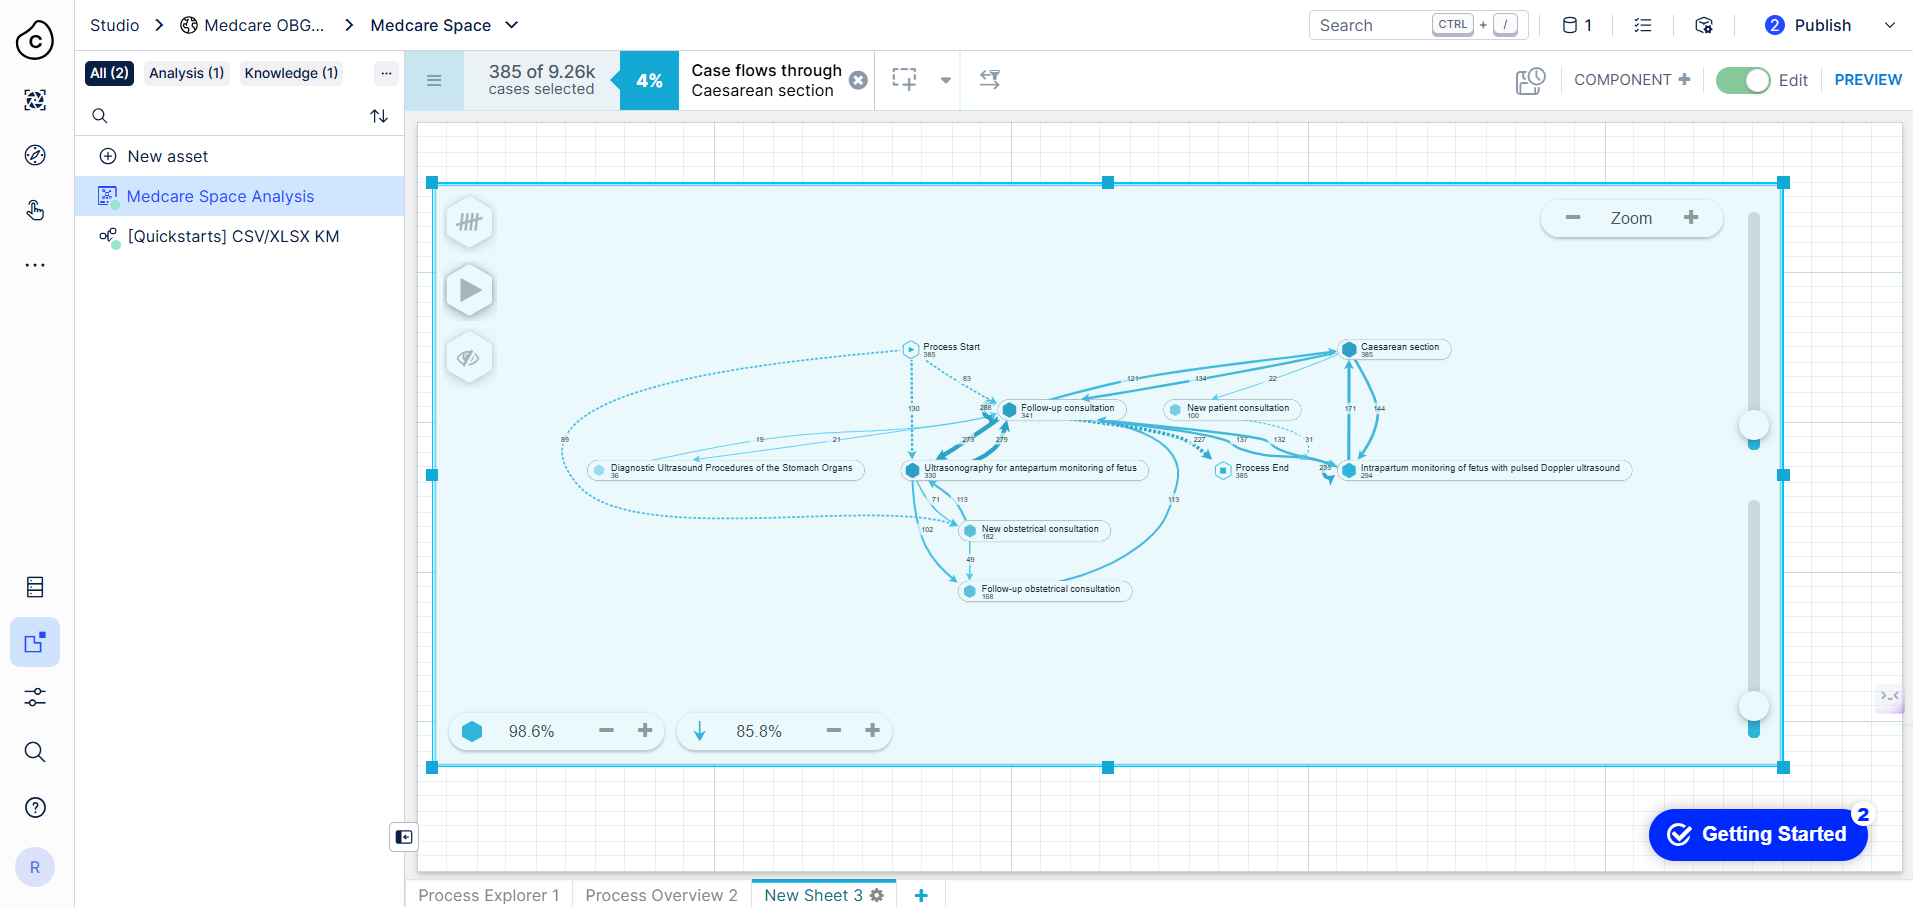 Studio
Medcare OBG...
Medcare Space
Search
CTRL + /
1
2 Publish
C
All (2)
Analysis (1)
Knowledge (1)
...
385 of 9.26k
cases selected
4%
Case flows through
Caesarean section
COMPONENT
Edit
PREVIEW
New asset
Medcare Space Analysis
[Quickstarts] CSV/XLSX KM
Zoom
Process Start
385
Caesarean section
385
83
121
134
22
130
288
Follow-up consultation
341
New patient consultation
100
171
144
89
19
21
273
279
227
137
132
31
Diagnostic Ultrasound Procedures of the Stomach Organs
36
Ultrasonography for antepartum monitoring of fetus
330
Process End
385
Intrapartum monitoring of fetus with pulsed Doppler ultrasound
294
71
113
113
102
New obstetrical consultation
182
49
Follow-up obstetrical consultation
168
98.6%
85.8%
R
Getting Started
2
Process Explorer 1
Process Overview 2
New Sheet 3